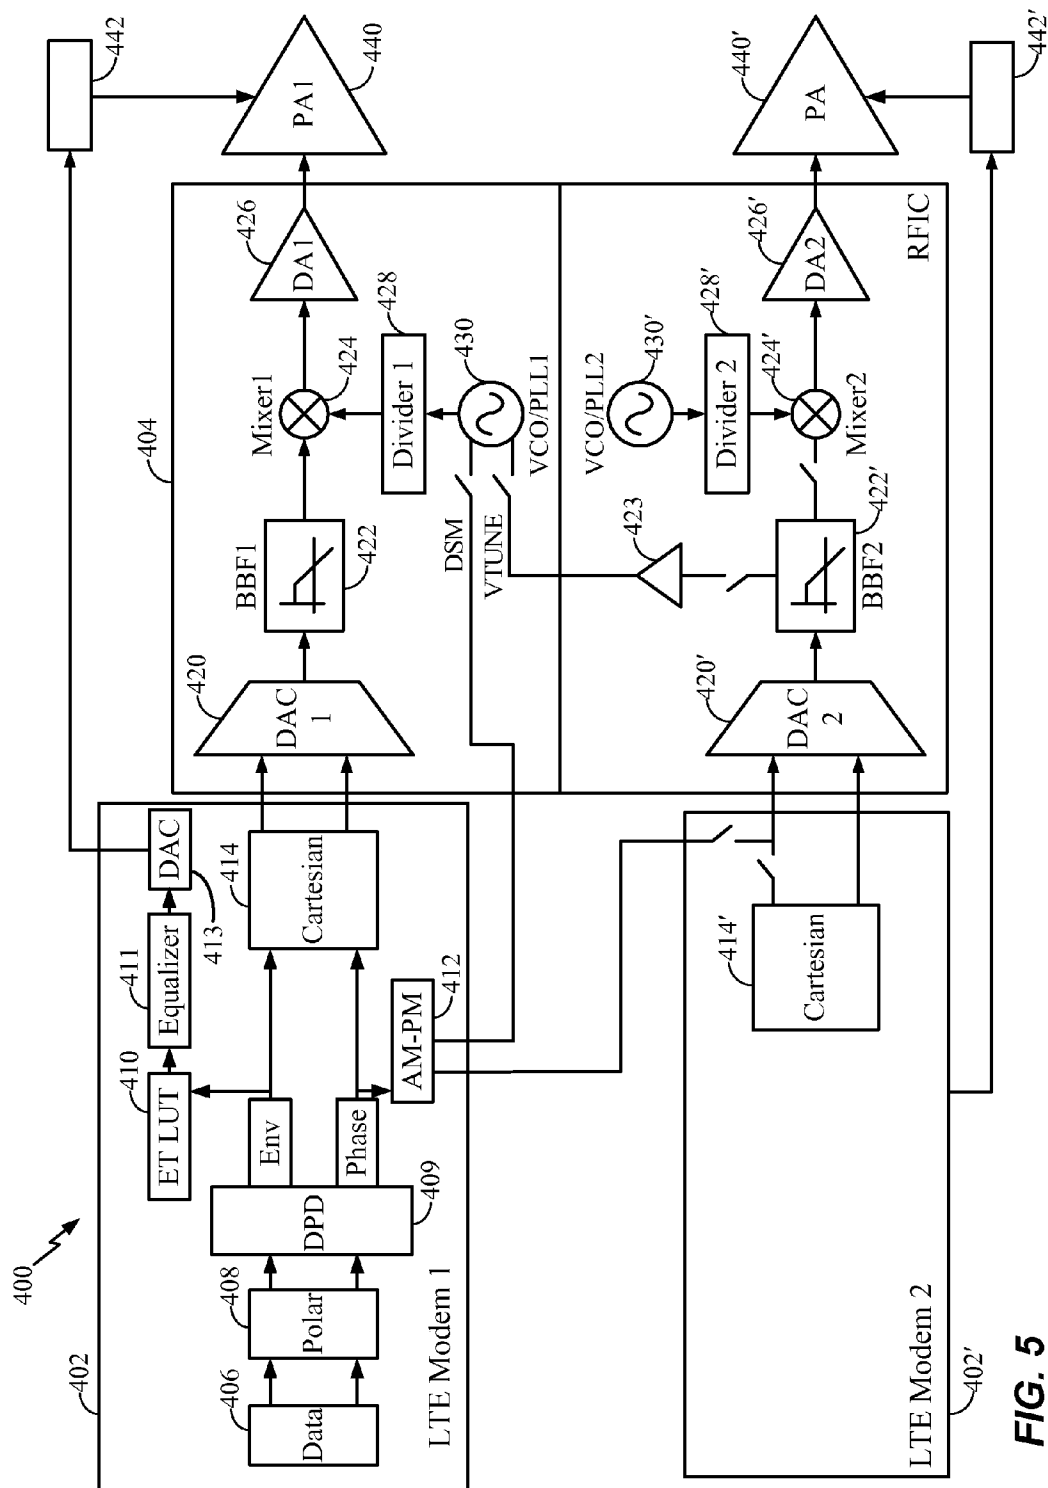 400
402
LTE Modem 1
406
Data
408
Polar
409
DPD
Env
Phase
410
ET LUT
411
Equalizer
413
DAC
412
AM-PM
414
Cartesian
404
420
DAC
1
BBF1
422
Mixer1
424
426
DA1
428
Divider 1
430
VCO/PLL1
DSM
VTUNE
442
PA1
440
402'
LTE Modem 2
414'
Cartesian
420'
DAC
2
423
BBF2
422'
VCO/PLL2
430'
428'
Divider 2
424'
Mixer2
426'
DA2
RFIC
440'
PA
442'
FIG. 5